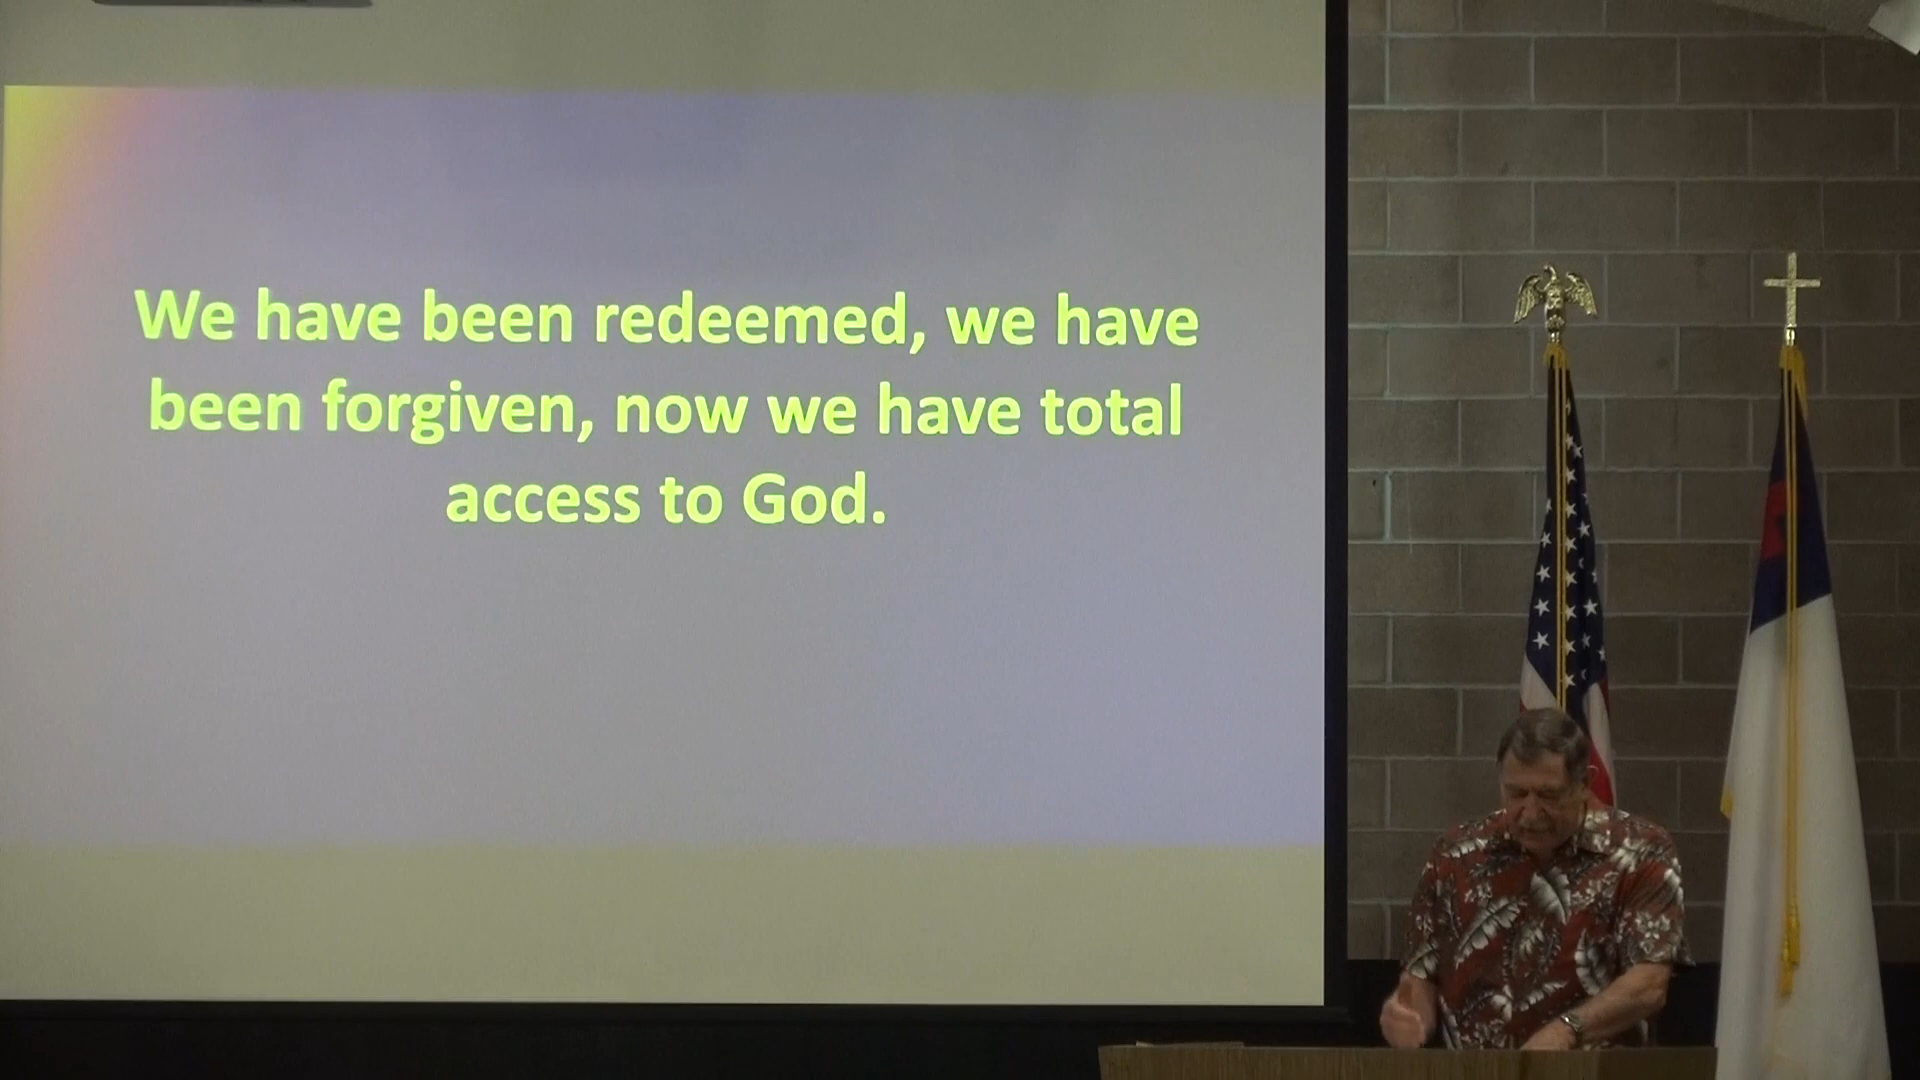 We have been redeemed, we have
been forgiven, now we have total
access to God.